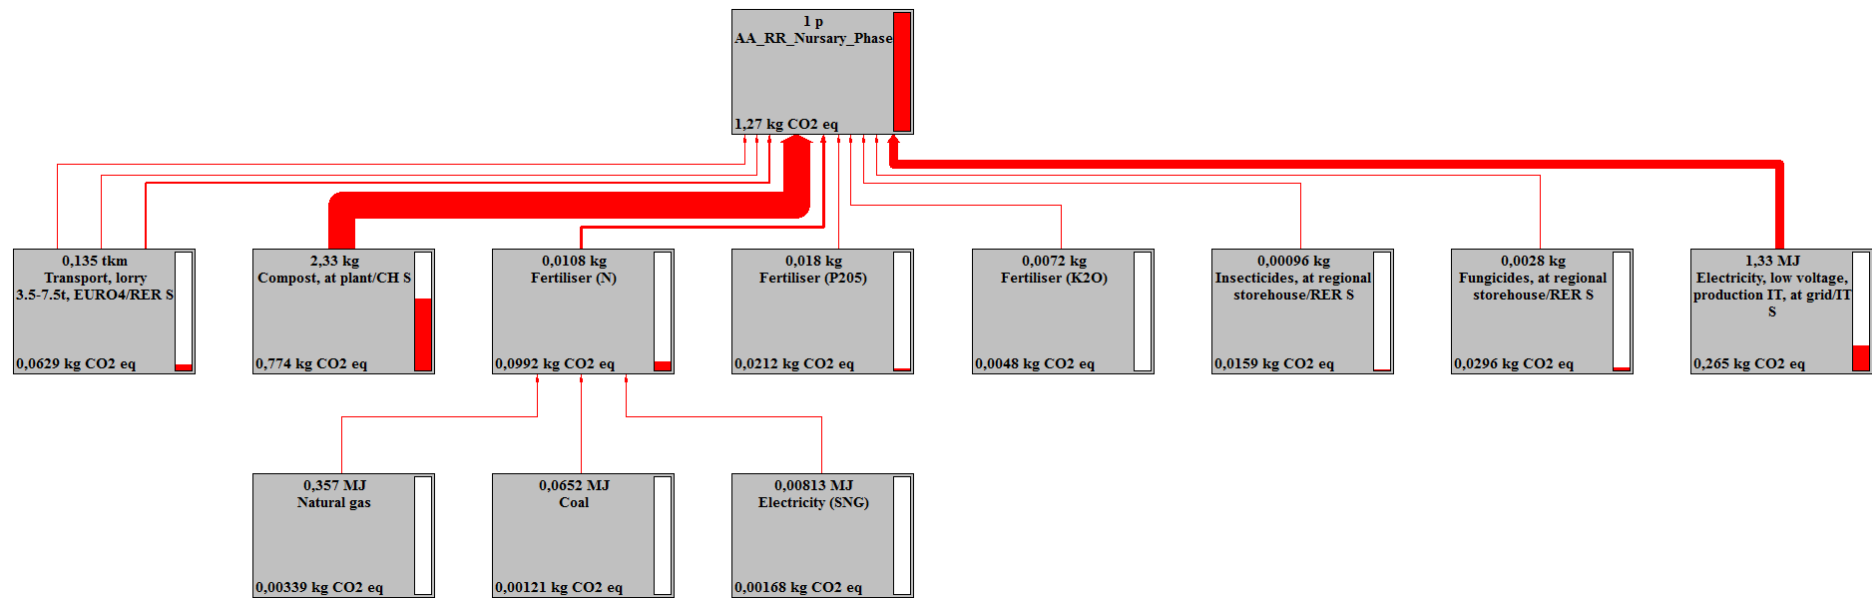 1 p
AA_RR_Nursary_Phase
1,27 kg CO2 eq
0,135 tkm
Transport, lorry
3.5-7.5t, EURO4/RER S
0,0629 kg CO2 eq
2,33 kg
Compost, at plant/CH S
0,774 kg CO2 eq
0,0108 kg
Fertiliser (N)
0,0992 kg CO2 eq
0,018 kg
Fertiliser (P205)
0,0212 kg CO2 eq
0,0072 kg
Fertiliser (K2O)
0,0048 kg CO2 eq
0,00096 kg
Insecticides, at regional
storehouse/RER S
0,0159 kg CO2 eq
0,0028 kg
Fungicides, at regional
storehouse/RER S
0,0296 kg CO2 eq
1,33 MJ
Electricity, low voltage,
production IT, at grid/IT
S
0,265 kg CO2 eq
0,357 MJ
Natural gas
0,00339 kg CO2 eq
0,0652 MJ
Coal
0,00121 kg CO2 eq
0,00813 MJ
Electricity (SNG)
0,00168 kg CO2 eq